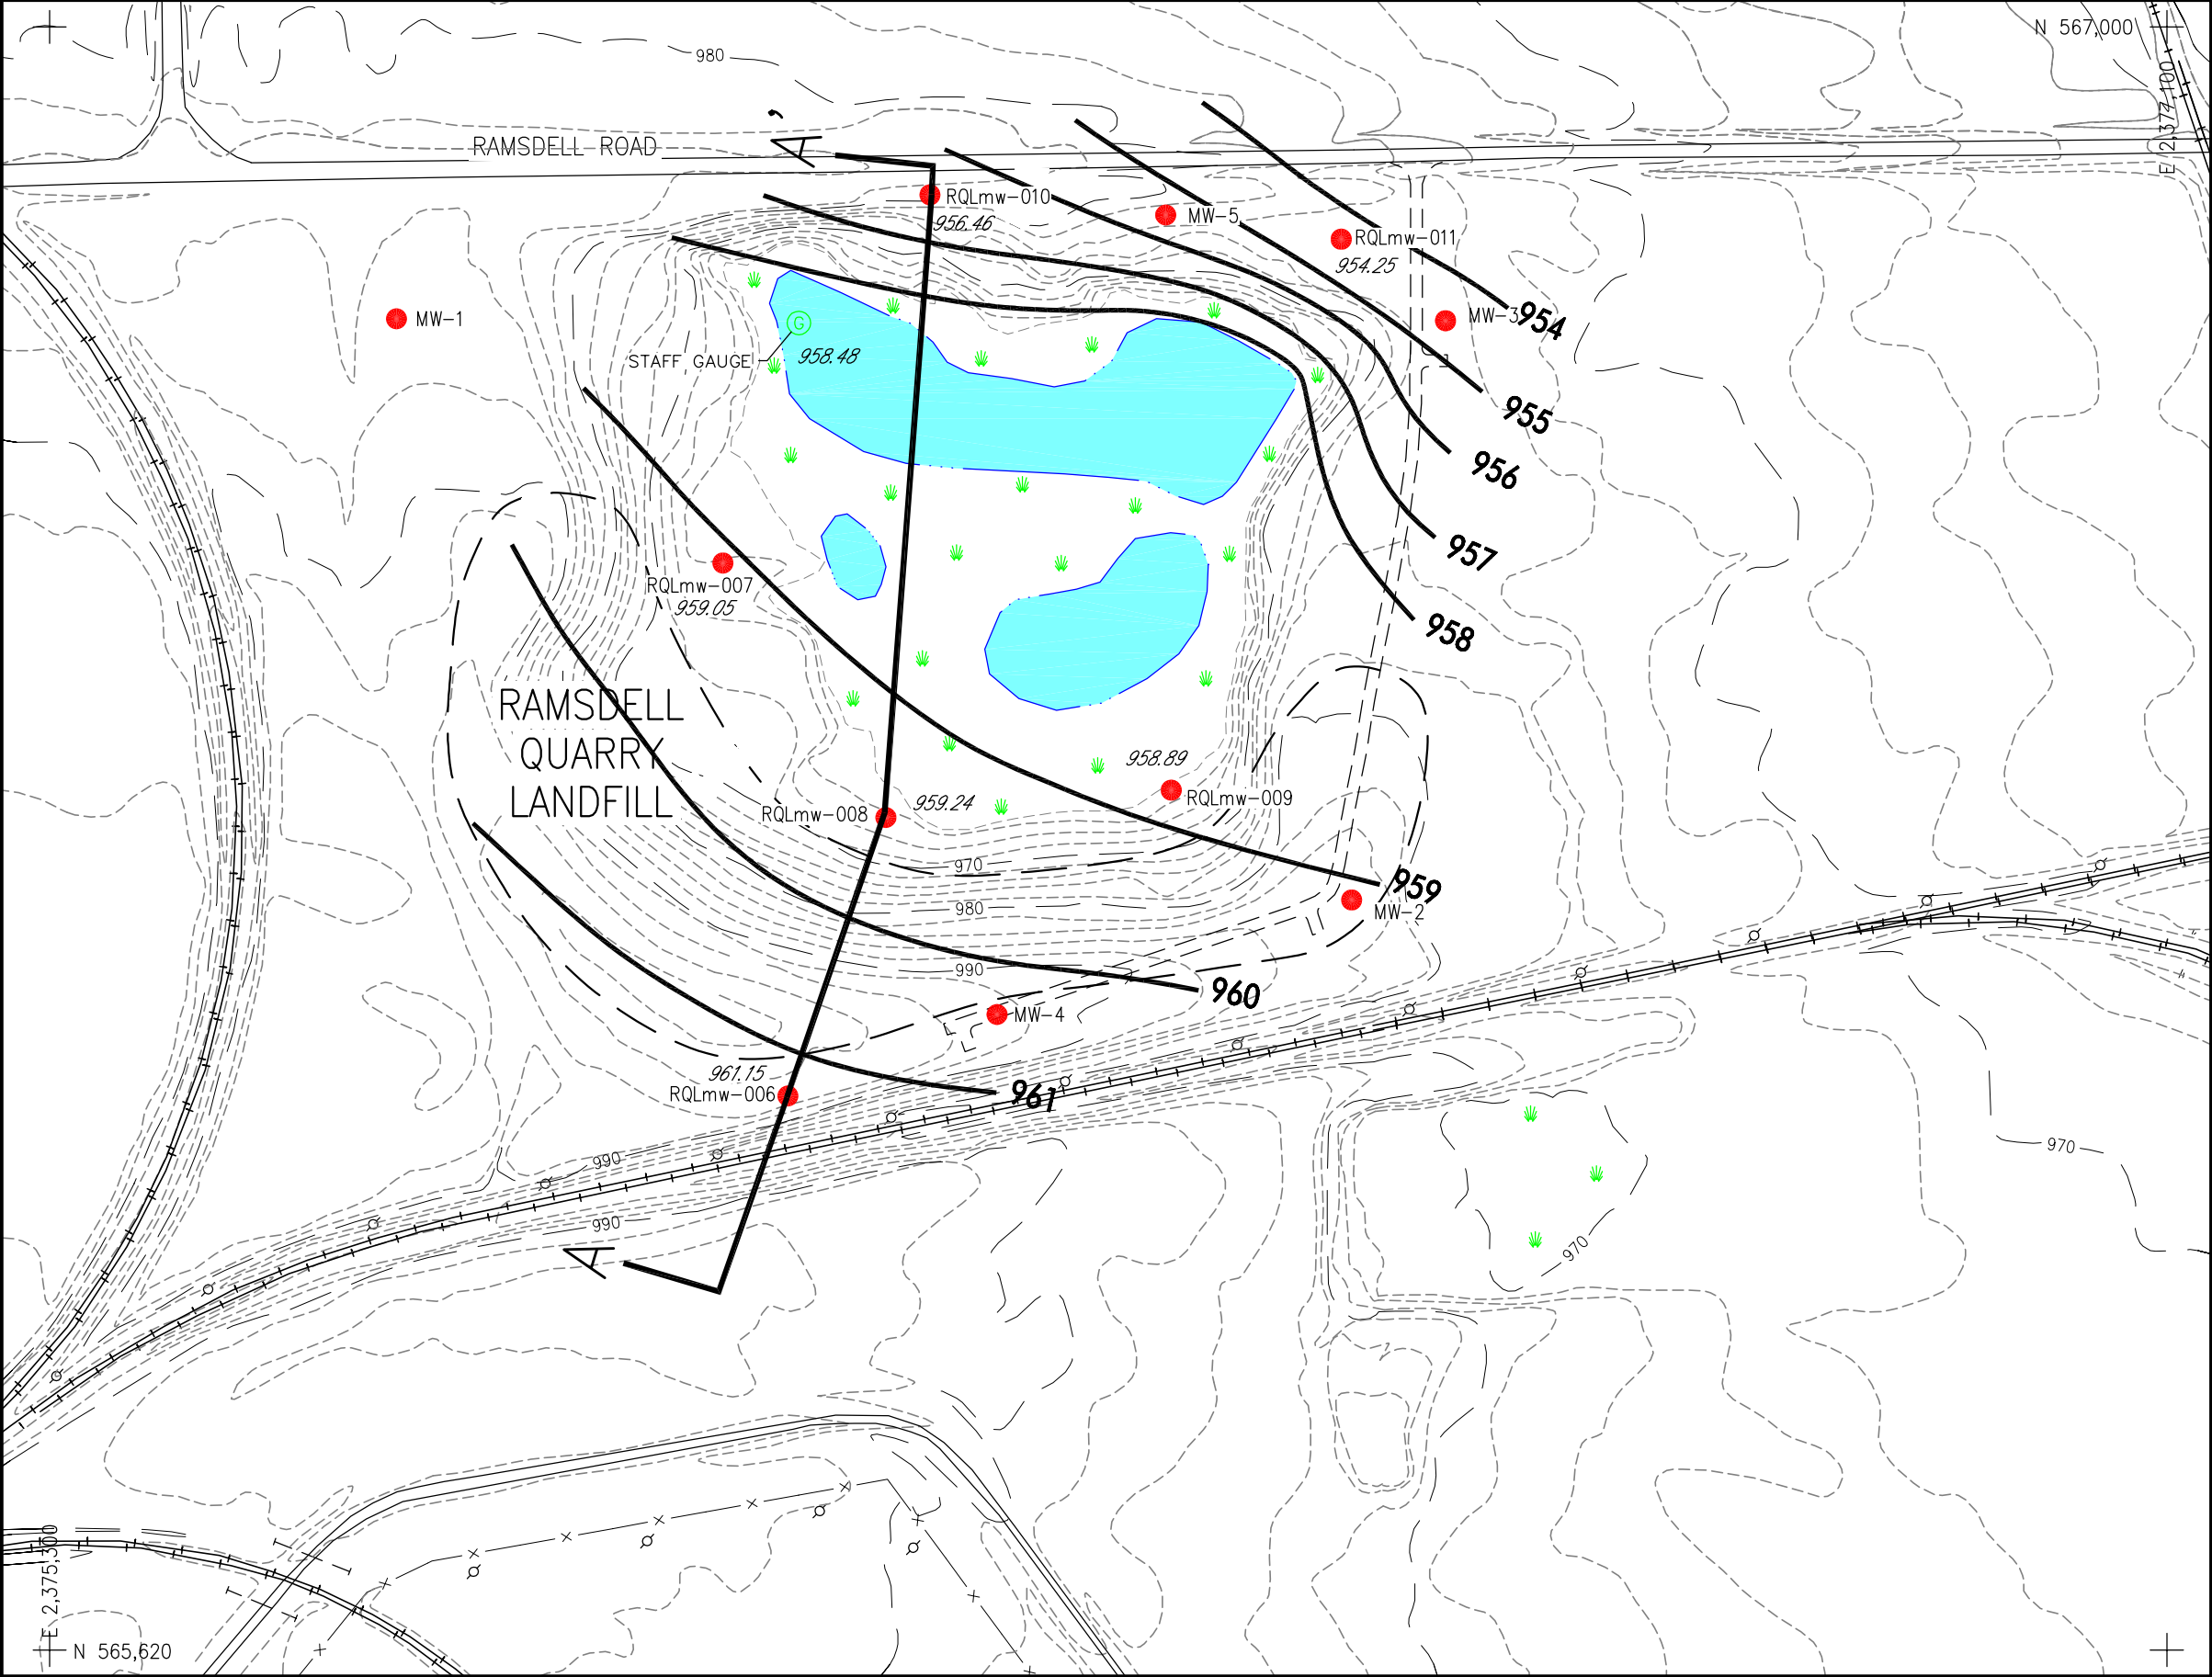 N 567,000
E 2,377,100
980
RAMSDELL ROAD
A'
RQLmw-010
956.46
MW-5
RQLmw-011
954.25
MW-1
MW-3
954
STAFF GAUGE
G
958.48
955
956
957
RQLmw-007
959.05
958
RAMSDELL
QUARRY
LANDFILL
958.89
RQLmw-009
959.24
RQLmw-008
970
959
980
MW-2
990
960
MW-4
961.15
RQLmw-006
961
970
990
990
970
A
E 2,375,300
N 565,620